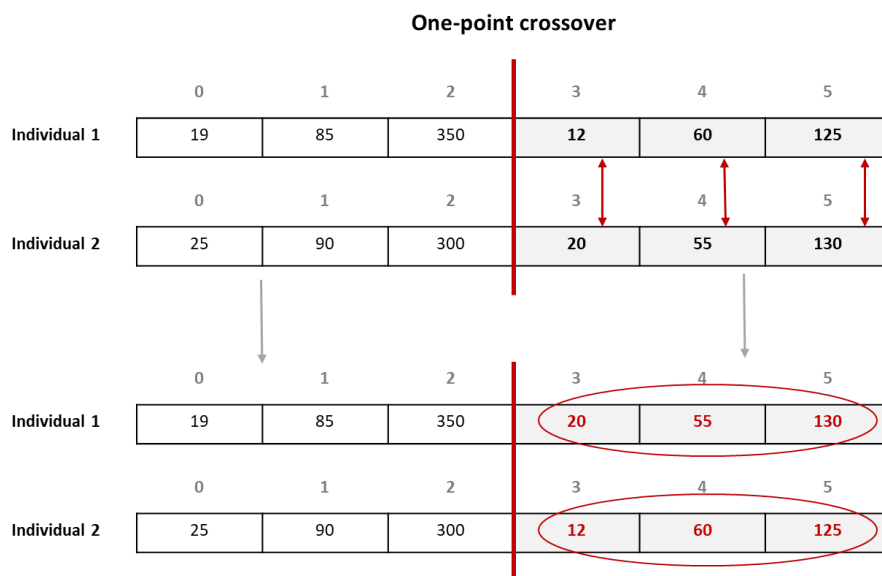 One-point crossover
0 1 2 3 4 5
Individual 1 19 85 350 12 60 125
0 1 2 3 4 5
Individual 2 25 90 300 20 55 130
0 1 2 3 4 5
Individual 1 19 85 350 20 55 130
0 1 2 3 4 5
Individual 2 25 90 300 12 60 125